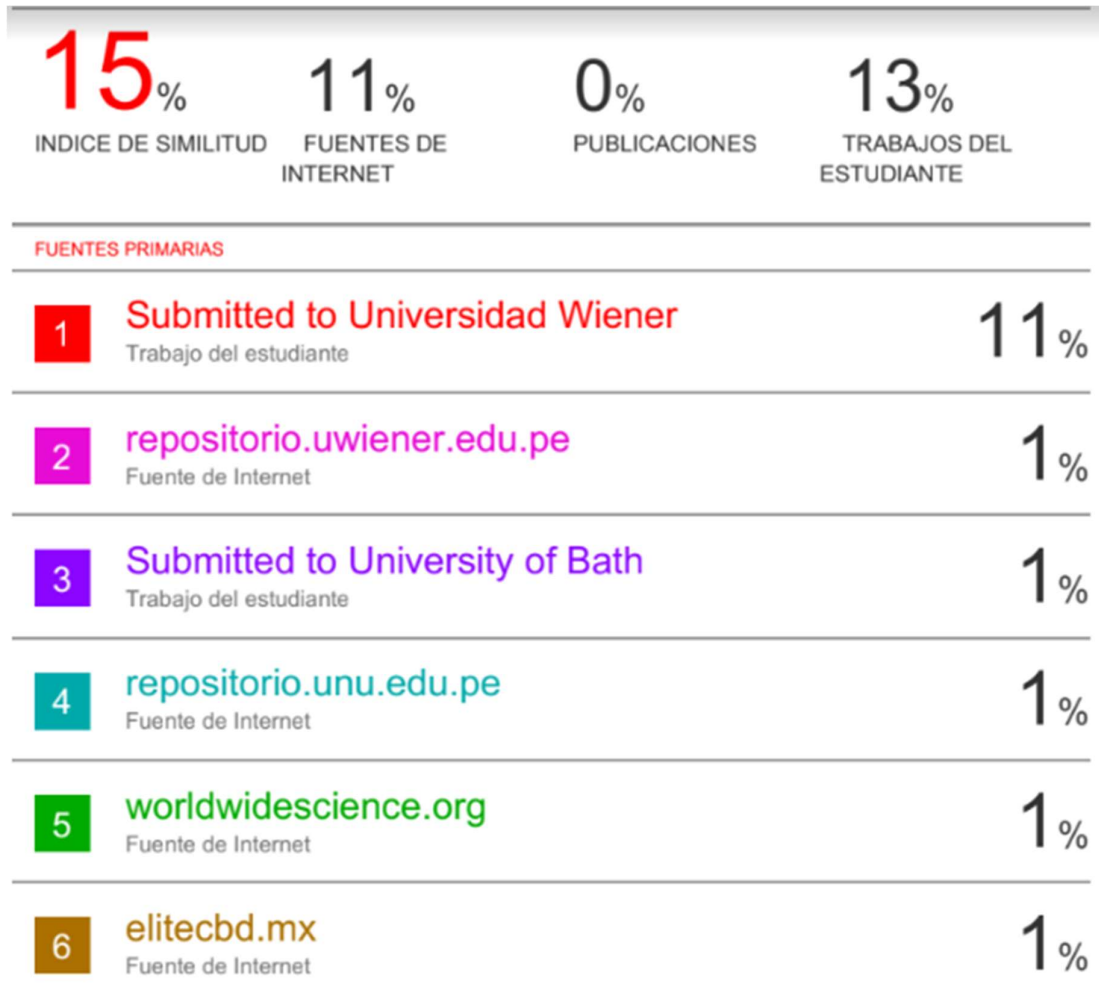 15% 11% 0% 13%
INDICE DE SIMILITUD FUENTES DE INTERNET PUBLICACIONES TRABAJOS DEL ESTUDIANTE
FUENTES PRIMARIAS
1 Submitted to Universidad Wiener 11%
Trabajo del estudiante
2 repositorio.uwiener.edu.pe 1%
Fuente de Internet
3 Submitted to University of Bath 1%
Trabajo del estudiante
4 repositorio.unu.edu.pe 1%
Fuente de Internet
5 worldwidescience.org 1%
Fuente de Internet
6 elitecbd.mx 1%
Fuente de Internet